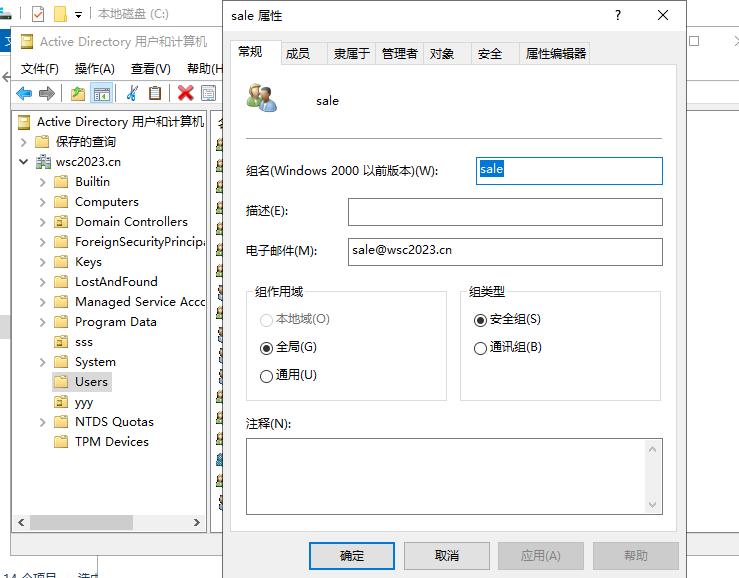 本地磁盘 (C:)
sale 属性
?
Active Directory 用户和计算机
文件(F) 操作(A) 查看(V) 帮助(H
常规 成员 隶属于 管理者 对象 安全 属性编辑器
sale
Active Directory 用户和计算机
保存的查询
wsc2023.cn
Builtin
Computers
Domain Controllers
ForeignSecurityPrincipa
Keys
LostAndFound
Managed Service Acco
Program Data
sss
System
Users
yyy
NTDS Quotas
TPM Devices
组名(Windows 2000 以前版本)(W):
sale
描述(E):
电子邮件(M):
sale@wsc2023.cn
组作用域
本地域(O)
全局(G)
通用(U)
组类型
安全组(S)
通讯组(B)
注释(N):
确定 取消 应用(A) 帮助